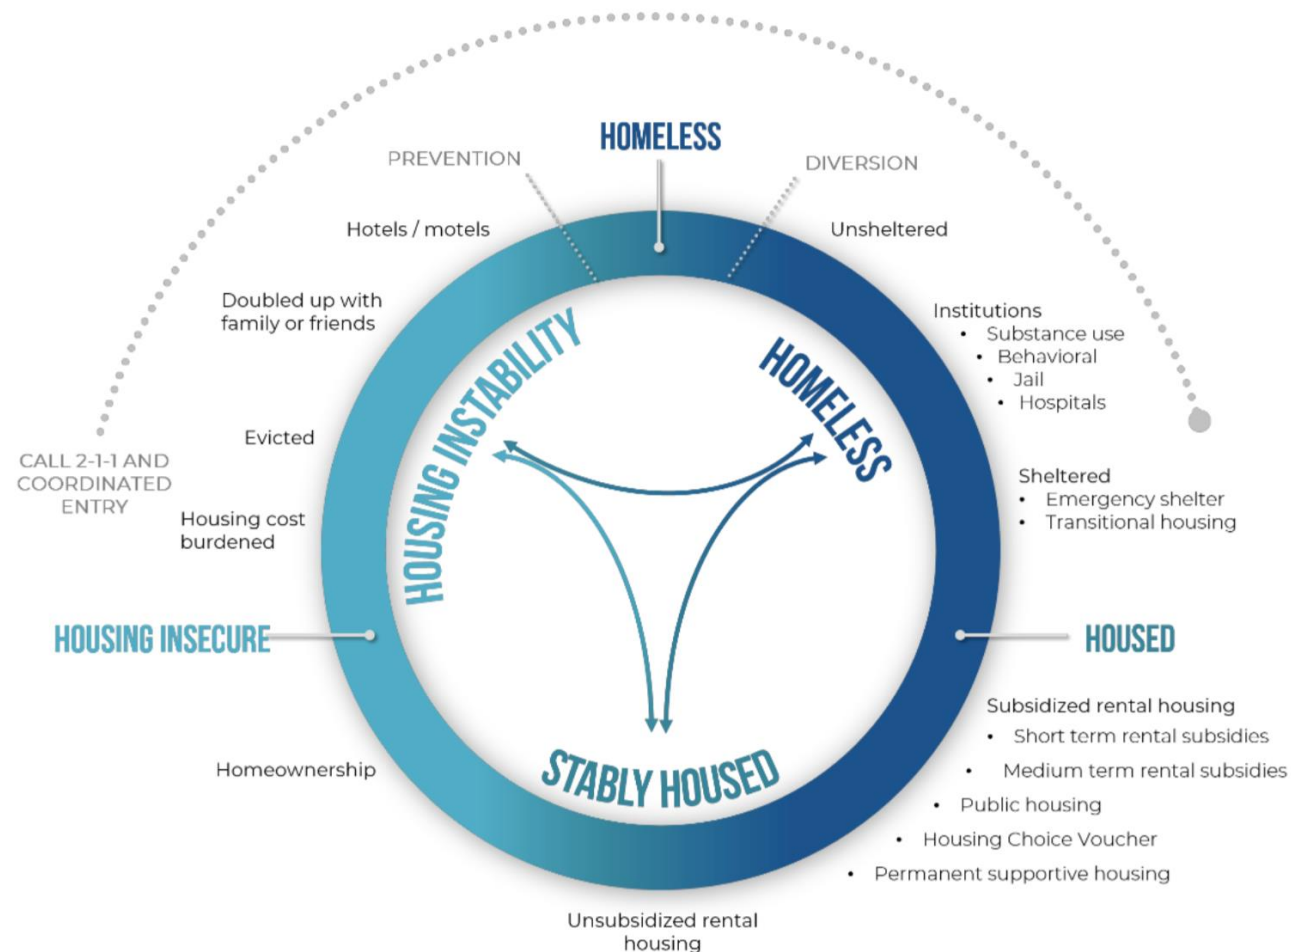 HOMELESS
PREVENTION
DIVERSION
Hotels / motels
Unsheltered
Doubled up with
family or friends
Institutions
• Substance use
• Behavioral
• Jail
• Hospitals
HOUSING INSTABILITY
HOMELESS
Evicted
CALL 2-1-1 AND
COORDINATED
ENTRY
Sheltered
• Emergency shelter
• Transitional housing
Housing cost
burdened
HOUSING INSECURE
HOUSED
Subsidized rental housing
• Short term rental subsidies
• Medium term rental subsidies
• Public housing
• Housing Choice Voucher
• Permanent supportive housing
Homeownership
STABLY HOUSED
Unsubsidized rental
housing